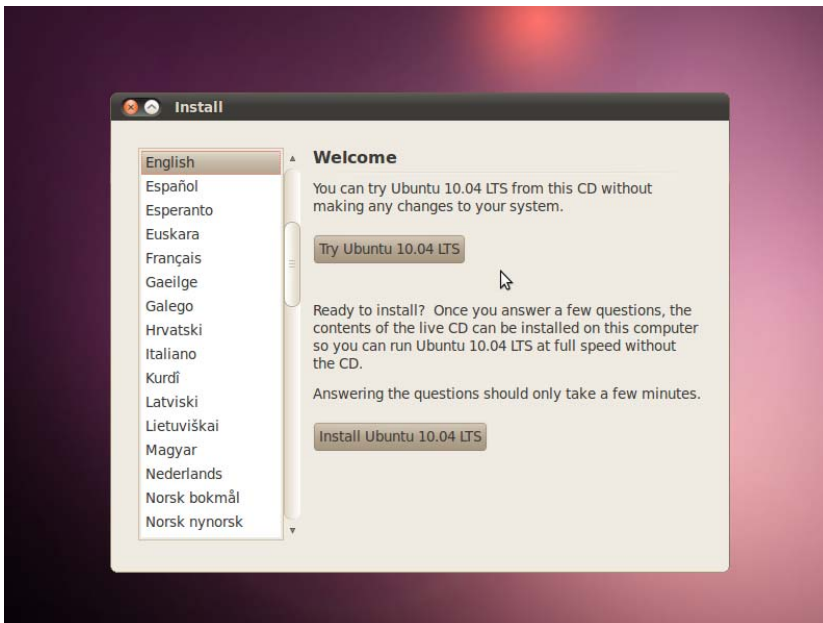 Install
English
Español
Esperanto
Euskara
Français
Gaeilge
Galego
Hrvatski
Italiano
Kurdî
Latviski
Lietuviškai
Magyar
Nederlands
Norsk bokmål
Norsk nynorsk
Welcome
You can try Ubuntu 10.04 LTS from this CD without
making any changes to your system.
Try Ubuntu 10.04 LTS
Ready to install?  Once you answer a few questions, the
contents of the live CD can be installed on this computer
so you can run Ubuntu 10.04 LTS at full speed without
the CD.
Answering the questions should only take a few minutes.
Install Ubuntu 10.04 LTS